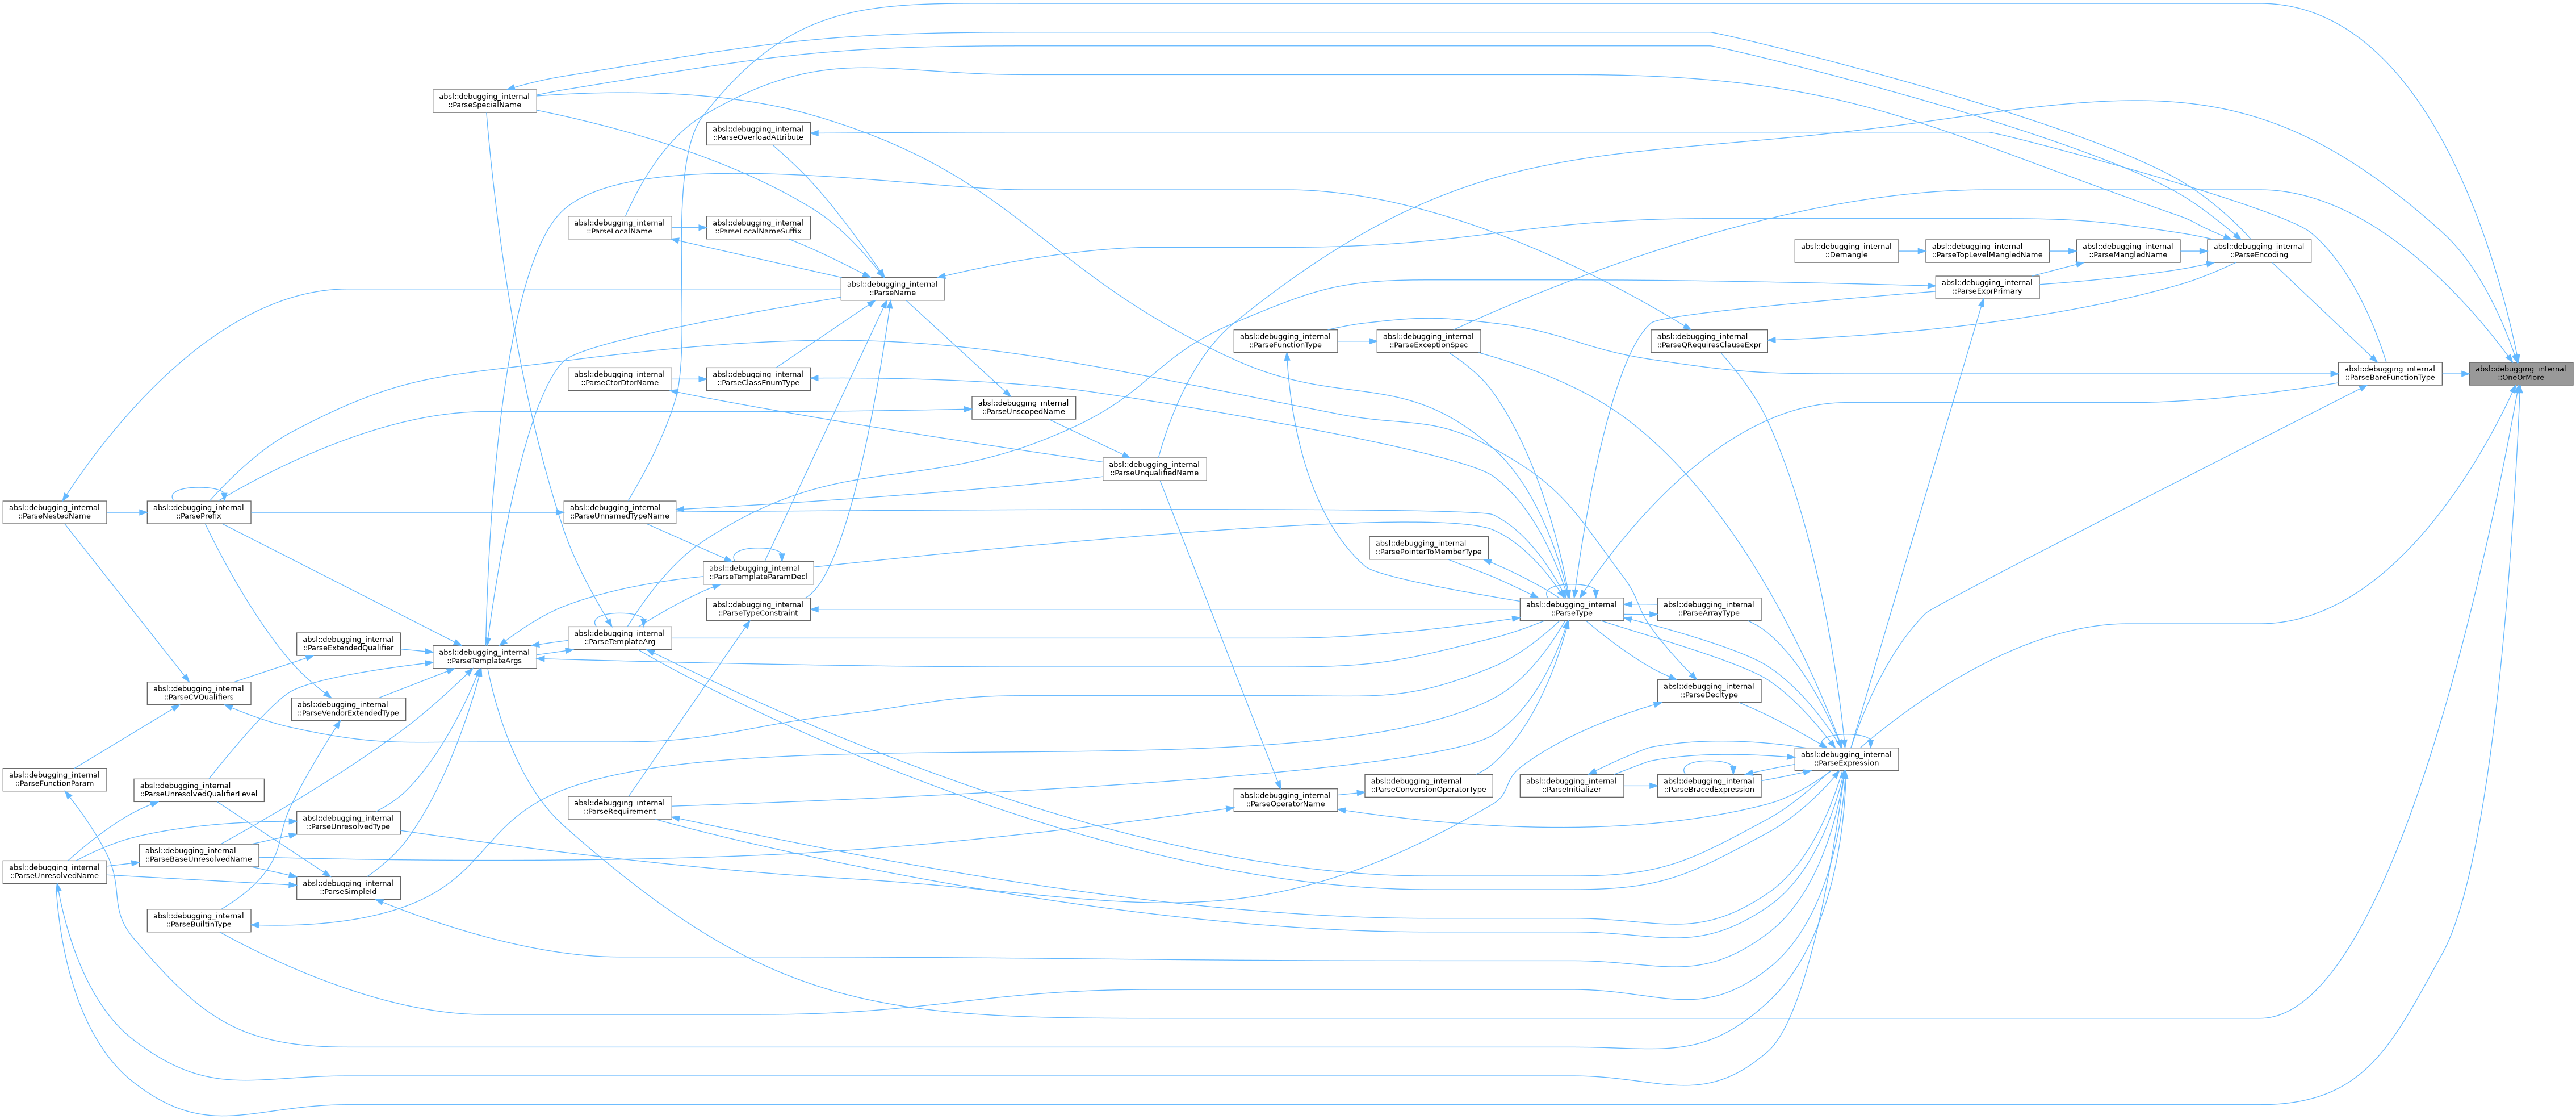 absl::debugging_internal
::ParseSpecialName
absl::debugging_internal
::ParseOverloadAttribute
absl::debugging_internal
::ParseLocalName
absl::debugging_internal
::ParseLocalNameSuffix
absl::debugging_internal
::Demangle
absl::debugging_internal
::ParseTopLevelMangledName
absl::debugging_internal
::ParseMangledName
absl::debugging_internal
::ParseEncoding
absl::debugging_internal
::ParseName
absl::debugging_internal
::ParseExprPrimary
absl::debugging_internal
::ParseFunctionType
absl::debugging_internal
::ParseExceptionSpec
absl::debugging_internal
::ParseQRequiresClauseExpr
absl::debugging_internal
::ParseCtorDtorName
absl::debugging_internal
::ParseClassEnumType
absl::debugging_internal
::ParseBareFunctionType
absl::debugging_internal
::OneOrMore
absl::debugging_internal
::ParseUnscopedName
absl::debugging_internal
::ParseUnqualifiedName
absl::debugging_internal
::ParseNestedName
absl::debugging_internal
::ParsePrefix
absl::debugging_internal
::ParseUnnamedTypeName
absl::debugging_internal
::ParsePointerToMemberType
absl::debugging_internal
::ParseTemplateParamDecl
absl::debugging_internal
::ParseTypeConstraint
absl::debugging_internal
::ParseType
absl::debugging_internal
::ParseArrayType
absl::debugging_internal
::ParseExtendedQualifier
absl::debugging_internal
::ParseTemplateArgs
absl::debugging_internal
::ParseTemplateArg
absl::debugging_internal
::ParseCVQualifiers
absl::debugging_internal
::ParseVendorExtendedType
absl::debugging_internal
::ParseDecltype
absl::debugging_internal
::ParseExpression
absl::debugging_internal
::ParseFunctionParam
absl::debugging_internal
::ParseUnresolvedQualifierLevel
absl::debugging_internal
::ParseConversionOperatorType
absl::debugging_internal
::ParseInitializer
absl::debugging_internal
::ParseBracedExpression
absl::debugging_internal
::ParseOperatorName
absl::debugging_internal
::ParseRequirement
absl::debugging_internal
::ParseUnresolvedType
absl::debugging_internal
::ParseBaseUnresolvedName
absl::debugging_internal
::ParseUnresolvedName
absl::debugging_internal
::ParseSimpleId
absl::debugging_internal
::ParseBuiltinType